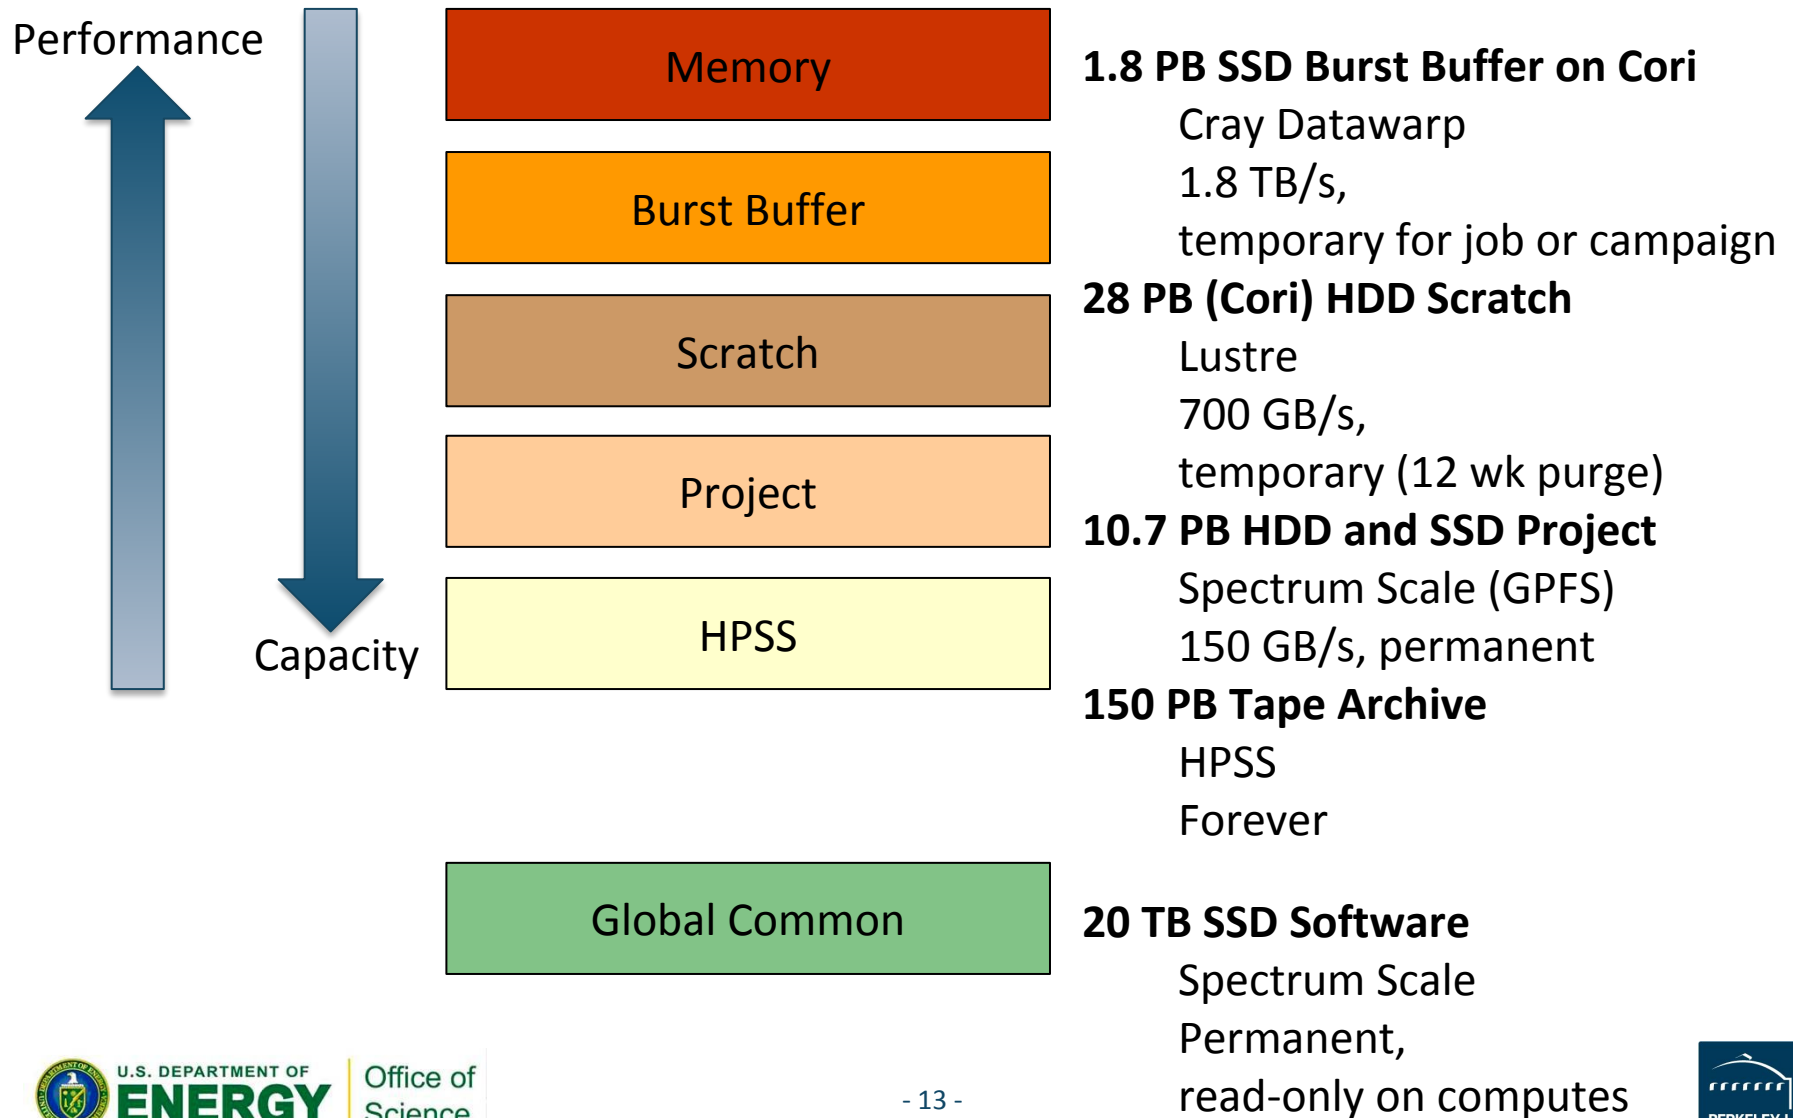 Performance
Capacity
Memory
Burst Buffer
Scratch
Project
HPSS
Global Common
1.8 PB SSD Burst Buffer on Cori
Cray Datawarp
1.8 TB/s,
temporary for job or campaign
28 PB (Cori) HDD Scratch
Lustre
700 GB/s,
temporary (12 wk purge)
10.7 PB HDD and SSD Project
Spectrum Scale (GPFS)
150 GB/s, permanent
150 PB Tape Archive
HPSS
Forever
20 TB SSD Software
Spectrum Scale
Permanent,
read-only on computes
U.S. DEPARTMENT OF
ENERGY
Office of
Science
- 13 -